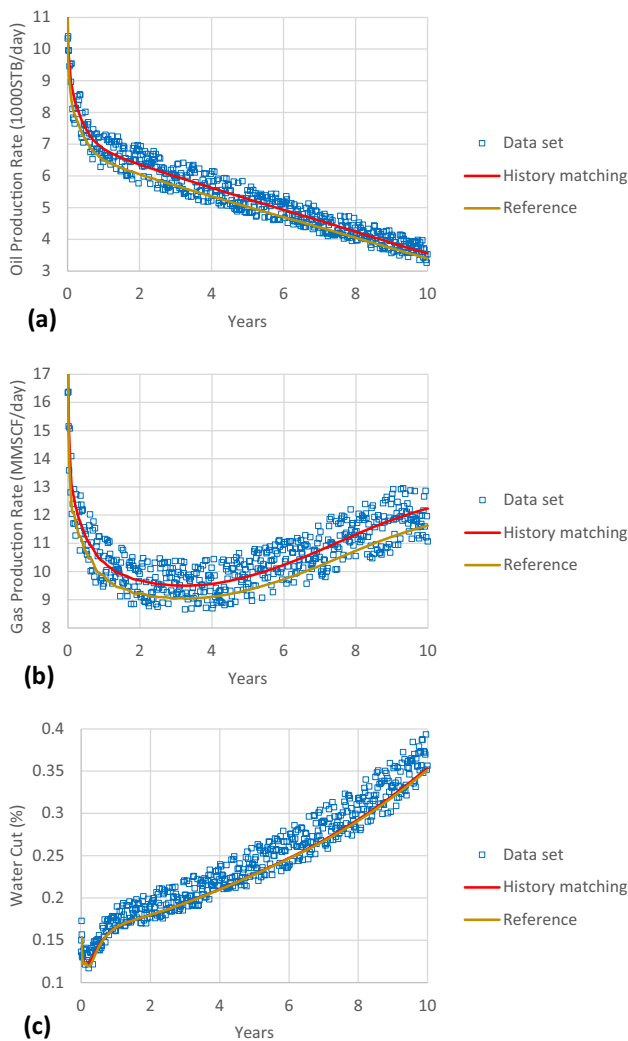 11
10
9
8
7
6
5
4
3
Oil Production Rate (1000STB/day)
0 2 4 6 8 10
Years
(a)
Data set
History matching
Reference
17
16
15
14
13
12
11
10
9
8
Gas Production Rate (MMSCF/day)
0 2 4 6 8 10
Years
(b)
Data set
History matching
Reference
0.4
0.35
0.3
0.25
0.2
0.15
0.1
Water Cut (%)
0 2 4 6 8 10
Years
(c)
Data set
History matching
Reference